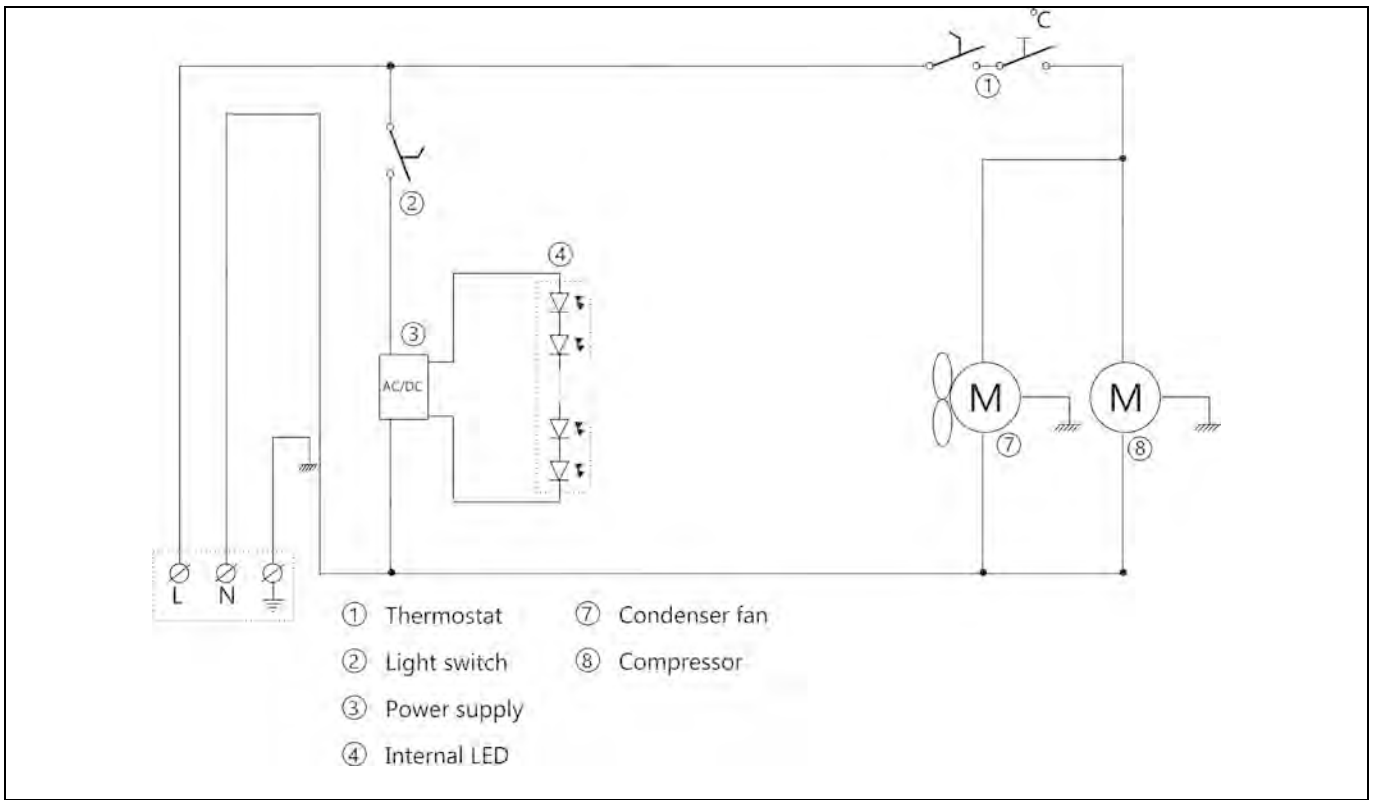 °C
①
②
④
③
AC/DC
M
M
⑦
⑧
L N
① Thermostat ⑦ Condenser fan
② Light switch ⑧ Compressor
③ Power supply
④ Internal LED